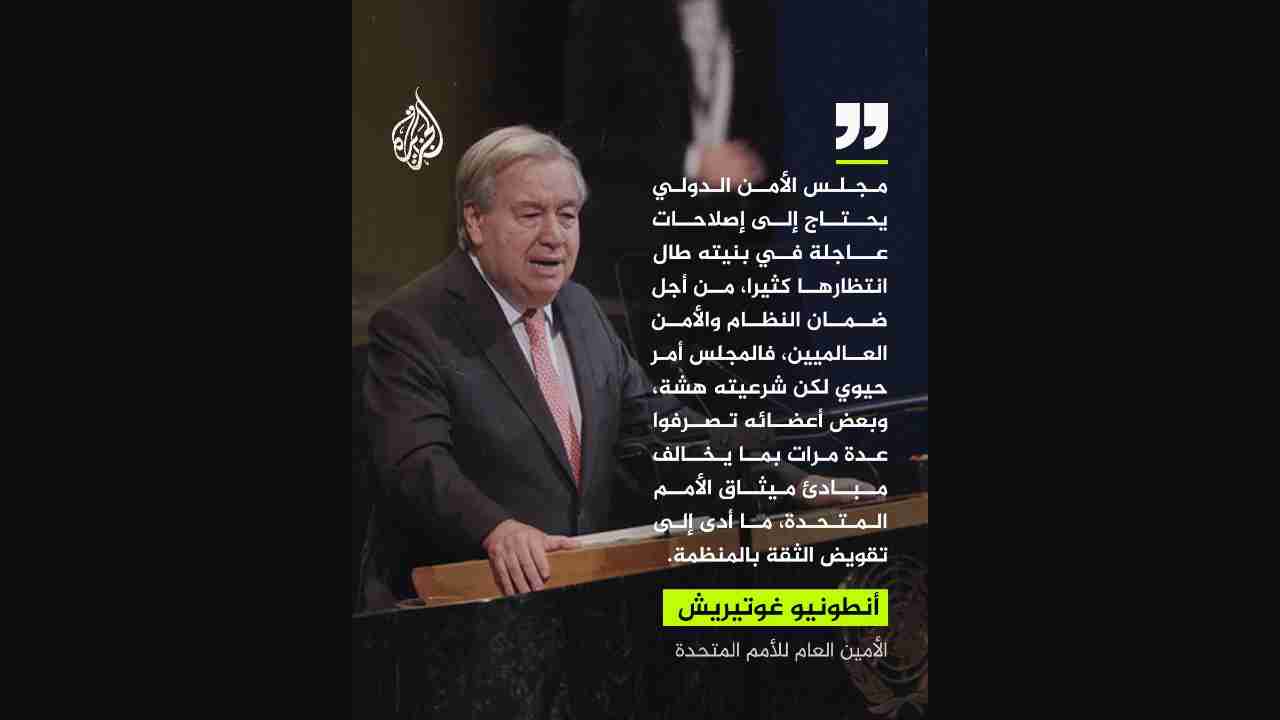 الجزيرة
مجلس الأمن الدولي
يحتاج إلى إصلاحات
عاجلة في بنيته طال
انتظارها كثيرا، من أجل
ضمان النظام والأمن
العالميين، فالمجلس أمر
حيوي لكن شرعيته هشة،
وبعض أعضائه تصرفوا
عدة مرات بما يخالف
مبادئ ميثاق الأمم
المتحدة، ما أدى إلى
تقويض الثقة بالمنظمة.
أنطونيو غوتيريش
الأمين العام للأمم المتحدة